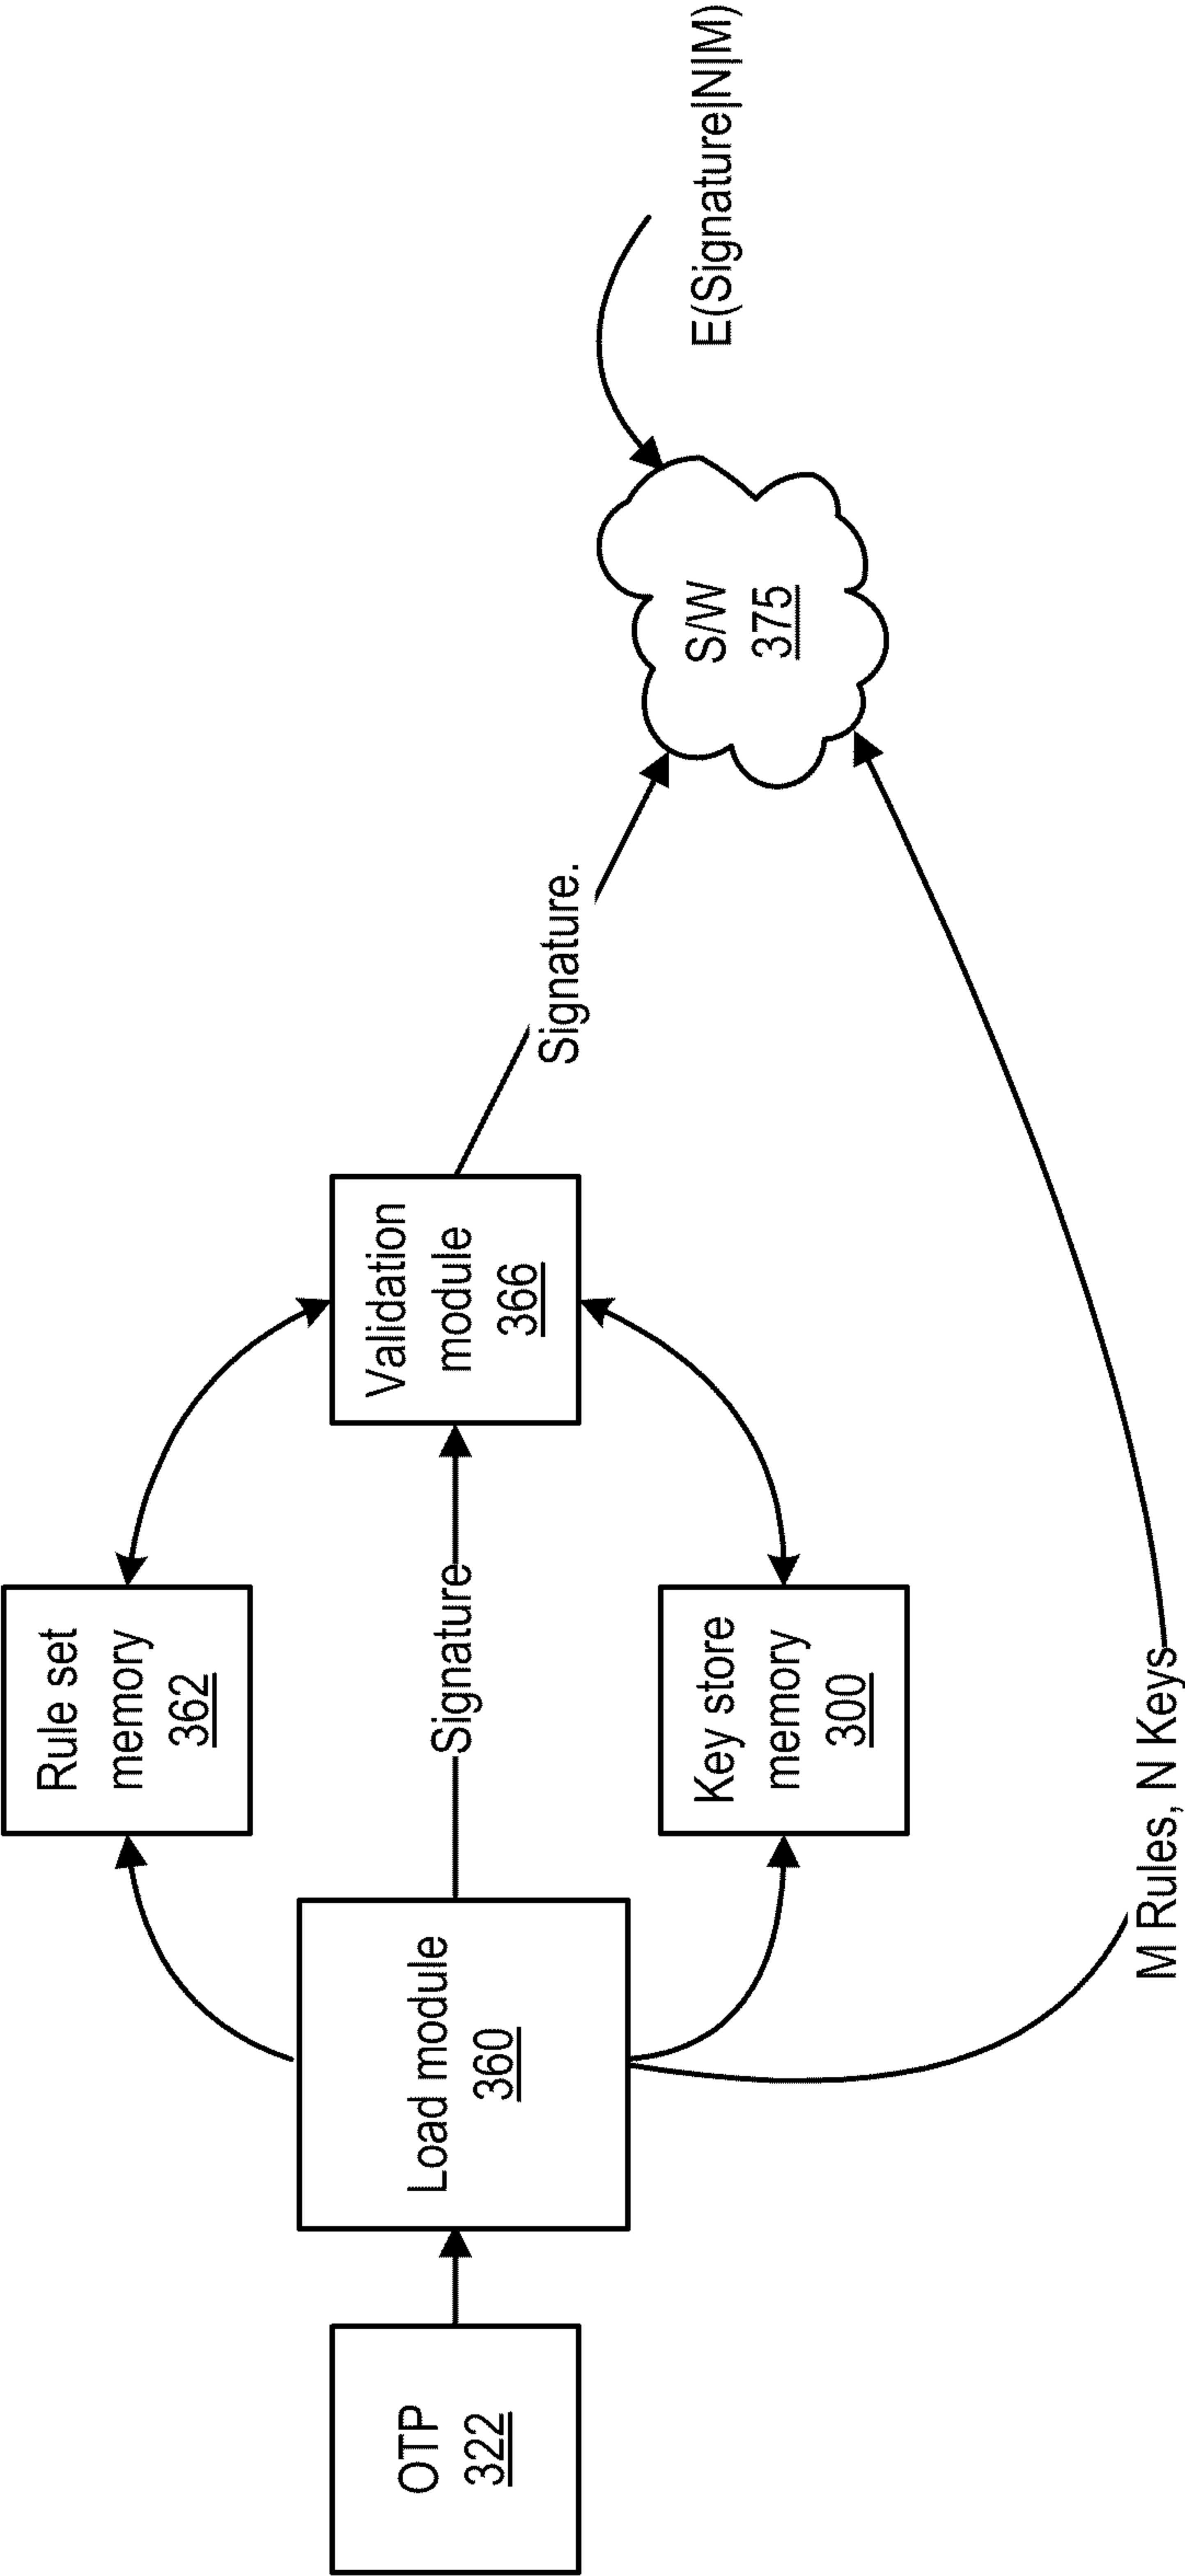 Rule set
memory
362
OTP
322
Load module
360
Signature
Validation
module
366
Signature.
S/W
375
E(Signature|N|M)
Key store
memory
300
M Rules, N Keys